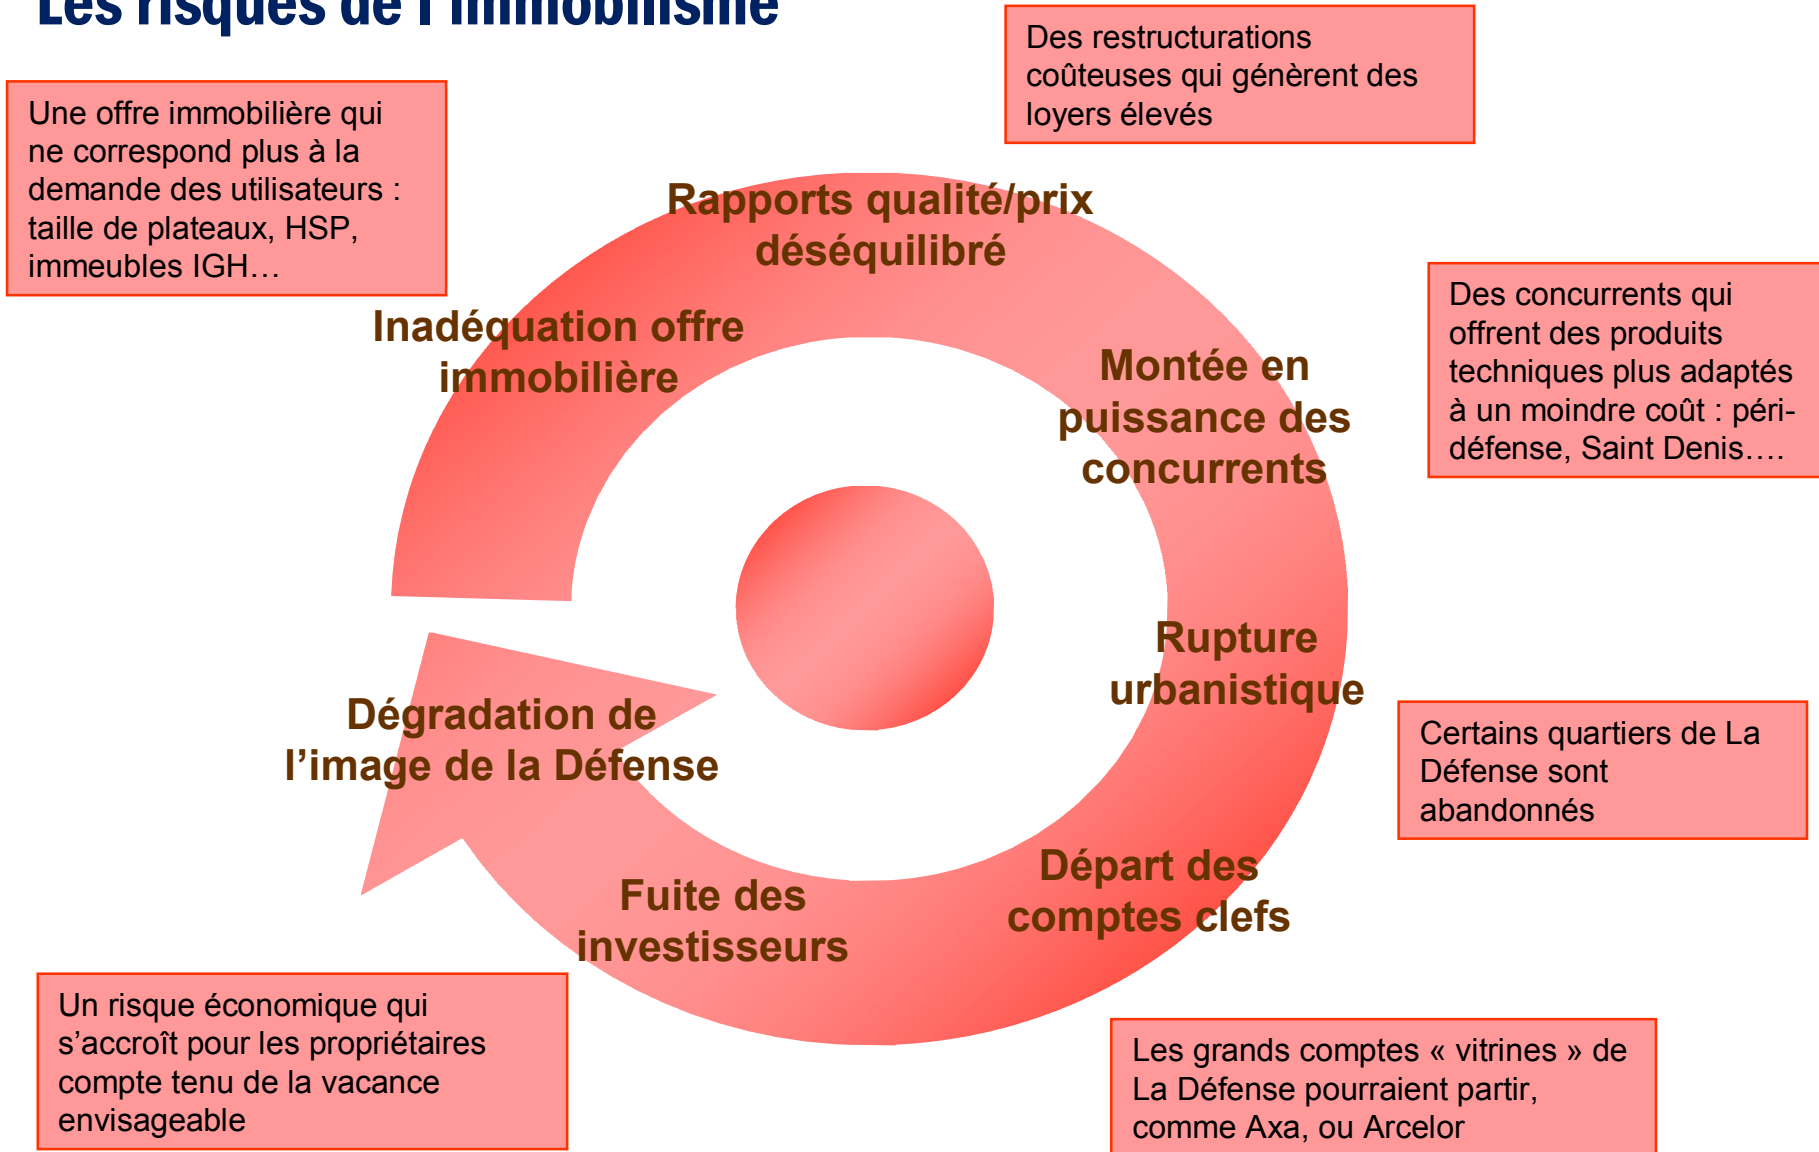 Les risques de l'immobilisme
Des restructurations
coûteuses qui génèrent des
loyers élevés
Une offre immobilière qui
ne correspond plus à la
demande des utilisateurs :
taille de plateaux, HSP,
immeubles IGH…
Rapports qualité/prix
déséquilibré
Inadéquation offre
immobilière
Des concurrents qui
offrent des produits
techniques plus adaptés
à un moindre coût : péri-
défense, Saint Denis….
Montée en
puissance des
concurrents
Rupture
urbanistique
Certains quartiers de La
Défense sont
abandonnés
Dégradation de
l’image de la Défense
Départ des
comptes clefs
Fuite des
investisseurs
Un risque économique qui
s’accroît pour les propriétaires
compte tenu de la vacance
envisageable
Les grands comptes « vitrines » de
La Défense pourraient partir,
comme Axa, ou Arcelor